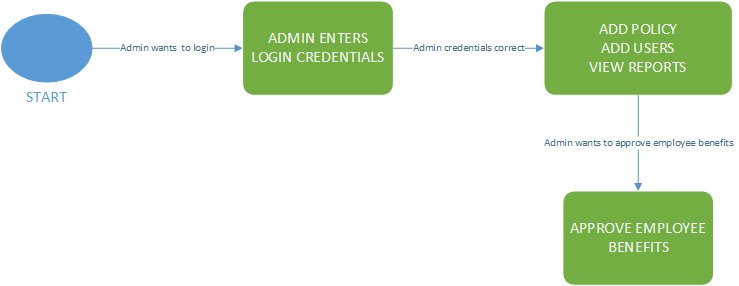 START
Admin wants to login
ADMIN ENTERS
LOGIN CREDENTIALS
Admin credentials correct
ADD POLICY
ADD USERS
VIEW REPORTS
Admin wants to approve employee benefits
APPROVE EMPLOYEE
BENEFITS